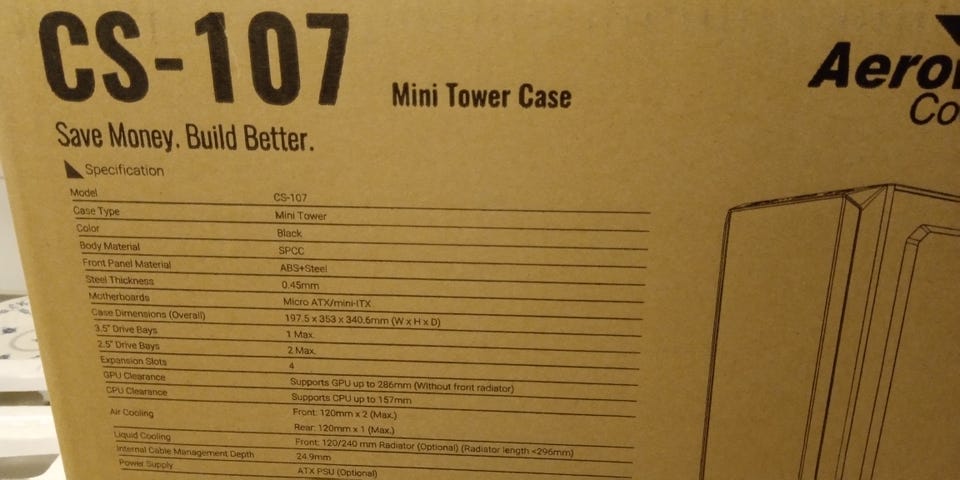 CS-107
Mini Tower Case
Save Money. Build Better.
Specification
Model CS-107
Case Type Mini Tower
Color Black
Body Material SPCC
Front Panel Material ABS+Steel
Steel Thickness 0.45mm
Motherboards Micro ATX/mini-ITX
Case Dimensions (Overall) 197.5 x 353 x 340.6mm (W x H x D)
3.5" Drive Bays 1 Max.
2.5" Drive Bays 2 Max.
Expansion Slots 4
GPU Clearance Supports GPU up to 286mm (Without front radiator)
CPU Clearance Supports CPU up to 157mm
Air Cooling Front: 120mm x 2 (Max.)
Rear: 120mm x 1 (Max.)
Liquid Cooling Front: 120/240 mm Radiator (Optional) (Radiator length <296mm)
Internal Cable Management Depth 24.9mm
Power Supply ATX PSU (Optional)
Aero
Co